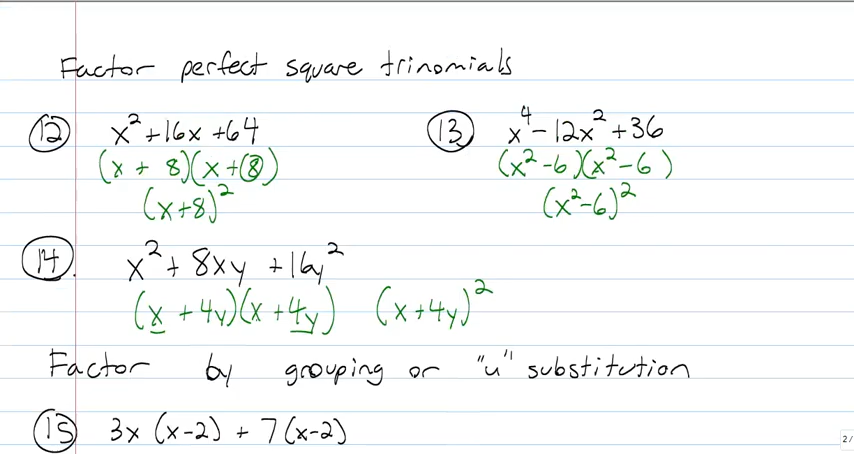 Factor perfect square trinomials
12 x² + 16x + 64
(x + 8)(x + 8)
(x+8)²
13 x⁴ - 12x² + 36
(x² - 6)(x² - 6)
(x² - 6)²
14. x² + 8xy + 16y²
(x + 4y)(x + 4y) (x + 4y)²
Factor by grouping or "u" substitution
15 3x (x-2) + 7(x-2)
2/